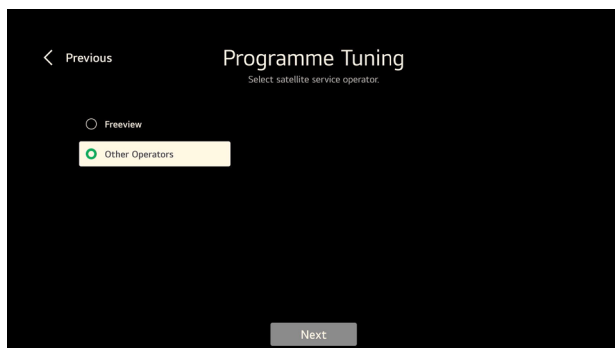 Previous
Programme Tuning
Select satellite service operator.
Freeview
Other Operators
Next